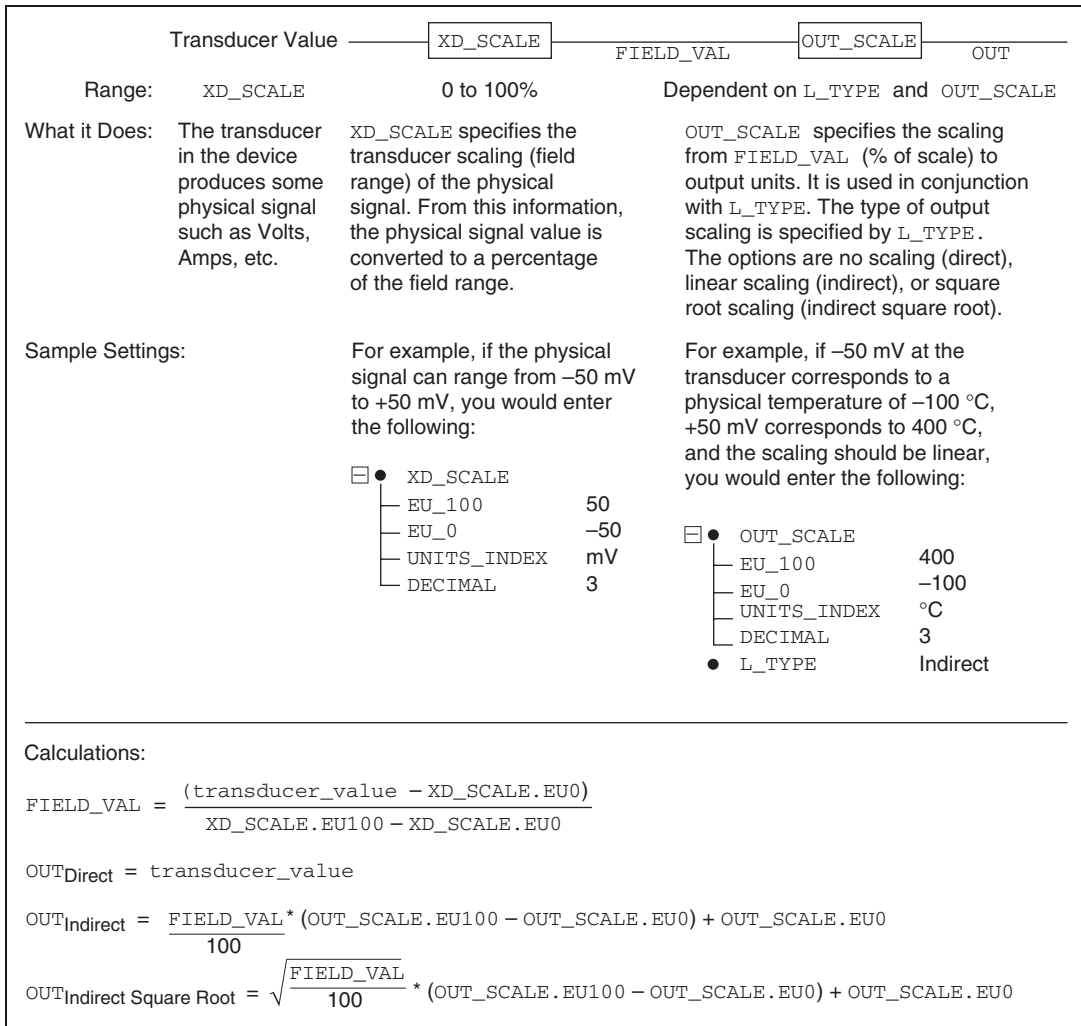 Transducer Value XD_SCALE FIELD_VAL OUT_SCALE OUT
Range: XD_SCALE 0 to 100% Dependent on L_TYPE and OUT_SCALE
What it Does:
The transducer
in the device
produces some
physical signal
such as Volts,
Amps, etc.
XD_SCALE specifies the
transducer scaling (field
range) of the physical
signal. From this information,
the physical signal value is
converted to a percentage
of the field range.
OUT_SCALE specifies the scaling
from FIELD_VAL (% of scale) to
output units. It is used in conjunction
with L_TYPE. The type of output
scaling is specified by L_TYPE.
The options are no scaling (direct),
linear scaling (indirect), or square
root scaling (indirect square root).
Sample Settings:
For example, if the physical
signal can range from –50 mV
to +50 mV, you would enter
the following:
XD_SCALE
EU_100 50
EU_0 –50
UNITS_INDEX mV
DECIMAL 3
For example, if –50 mV at the
transducer corresponds to a
physical temperature of –100 °C,
+50 mV corresponds to 400 °C,
and the scaling should be linear,
you would enter the following:
OUT_SCALE
EU_100 400
EU_0 –100
UNITS_INDEX °C
DECIMAL 3
L_TYPE Indirect
Calculations:
FIELD_VAL = (transducer_value – XD_SCALE.EU0)
XD_SCALE.EU100 – XD_SCALE.EU0
OUTDirect = transducer_value
OUTIndirect = FIELD_VAL * (OUT_SCALE.EU100 – OUT_SCALE.EU0) + OUT_SCALE.EU0
100
OUTIndirect Square Root = √ FIELD_VAL * (OUT_SCALE.EU100 – OUT_SCALE.EU0) + OUT_SCALE.EU0
100